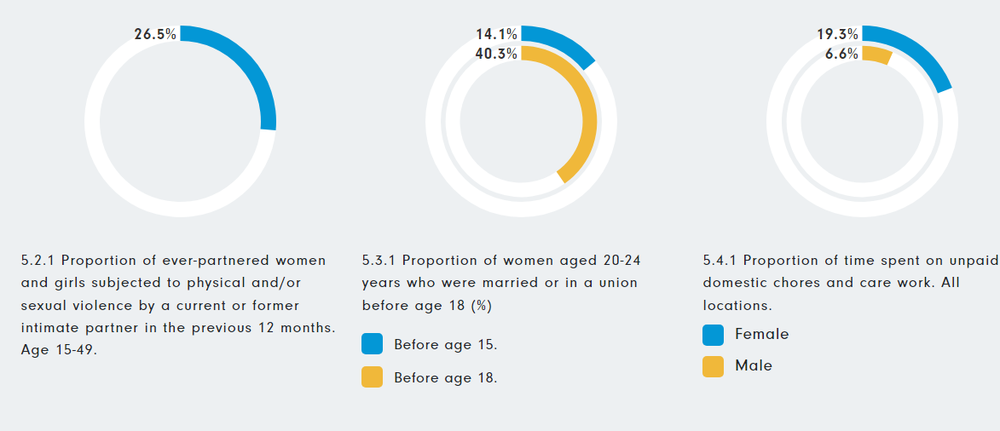 26.5%
14.1%
40.3%
19.3%
6.6%
5.2.1 Proportion of ever-partnered women
and girls subjected to physical and/or
sexual violence by a current or former
intimate partner in the previous 12 months.
Age 15-49.
5.3.1 Proportion of women aged 20-24
years who were married or in a union
before age 18 (%)
Before age 15.
Before age 18.
5.4.1 Proportion of time spent on unpaid
domestic chores and care work. All
locations.
Female
Male